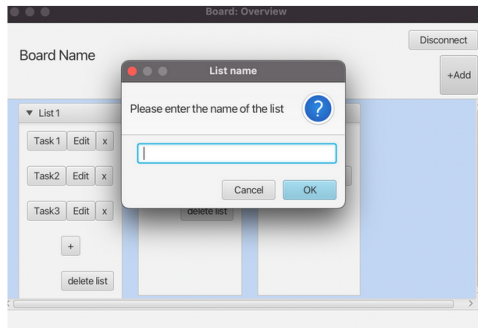 Board: Overview
Disconnect
Board Name
+Add
List name
Please enter the name of the list
?
Cancel
OK
List 1
Task 1 Edit x
Task2 Edit x
Task3 Edit x
+
delete list
delete list